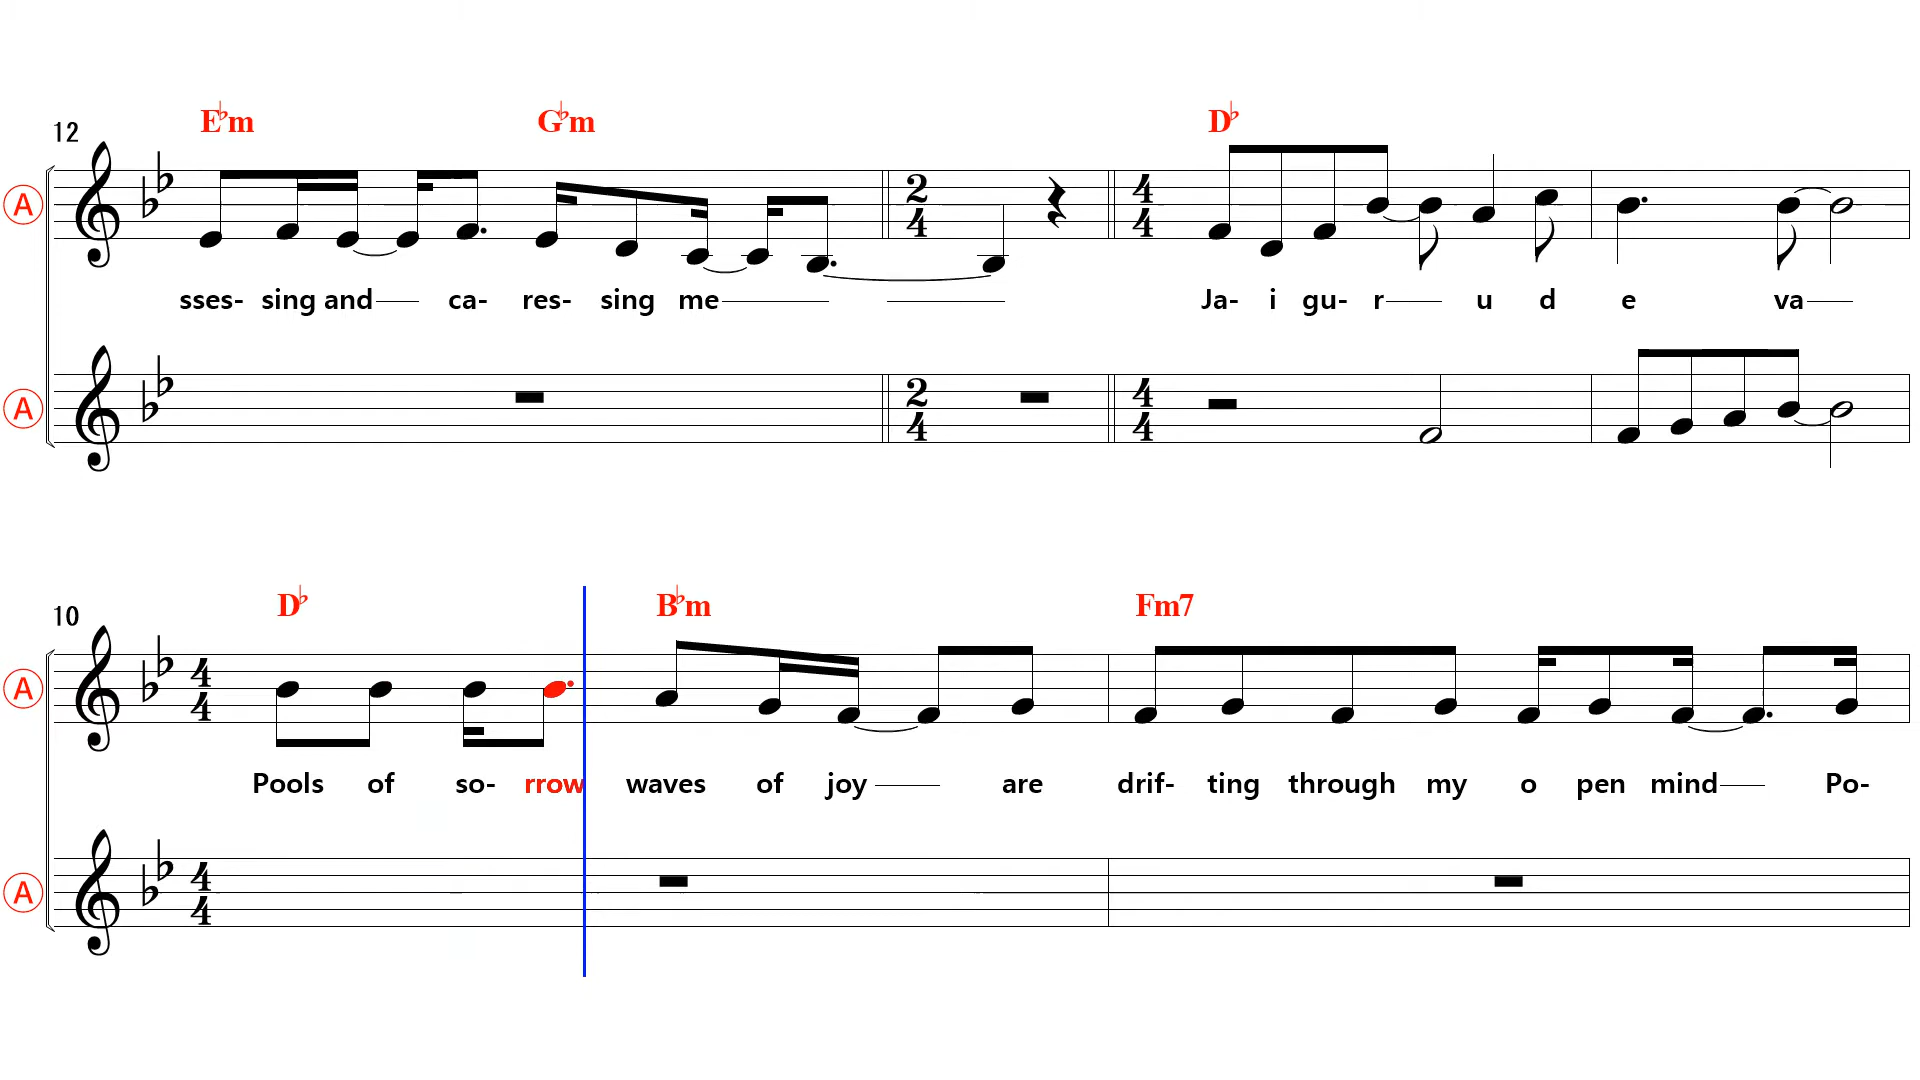 E♭m G♭m D♭
12
A
2 4 4 4
sses- sing and ca- res- sing me Ja- i gu- r u d e va
A
2 4 4 4
D♭ B♭m Fm7
10
A
4 4
Pools of so- rrow waves of joy are drif- ting through my o pen mind Po-
A
4 4